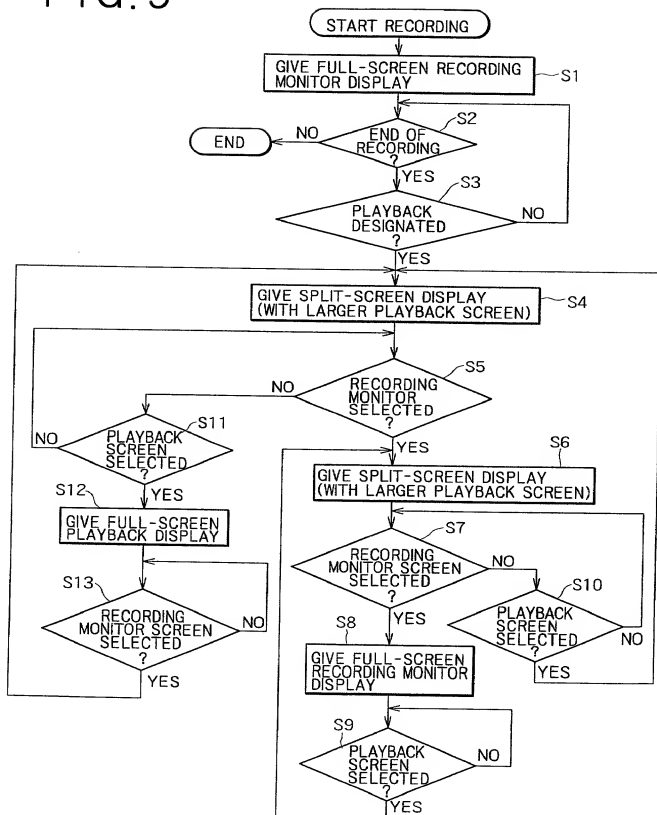 START RECORDING
GIVE FULL-SCREEN RECORDING
MONITOR DISPLAY
S1
S2
END
NO
END OF
RECORDING
?
YES
S3
PLAYBACK
DESIGNATED
?
NO
YES
GIVE SPLIT-SCREEN DISPLAY
(WITH LARGER PLAYBACK SCREEN)
S4
S5
NO
RECORDING
MONITOR
SELECTED
?
YES
S11
NO
PLAYBACK
SCREEN
SELECTED
?
YES
S12
GIVE FULL-SCREEN
PLAYBACK DISPLAY
S13
RECORDING
MONITOR SCREEN
SELECTED
?
NO
YES
S6
GIVE SPLIT-SCREEN DISPLAY
(WITH LARGER PLAYBACK SCREEN)
S7
RECORDING
MONITOR SCREEN
SELECTED
?
NO
YES
S10
PLAYBACK
SCREEN
SELECTED
?
NO
YES
S8
GIVE FULL-SCREEN
RECORDING MONITOR
DISPLAY
S9
PLAYBACK
SCREEN
SELECTED
?
NO
YES